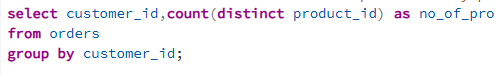 select customer_id,count(distinct product_id) as no_of_pro
from orders
group by customer_id;